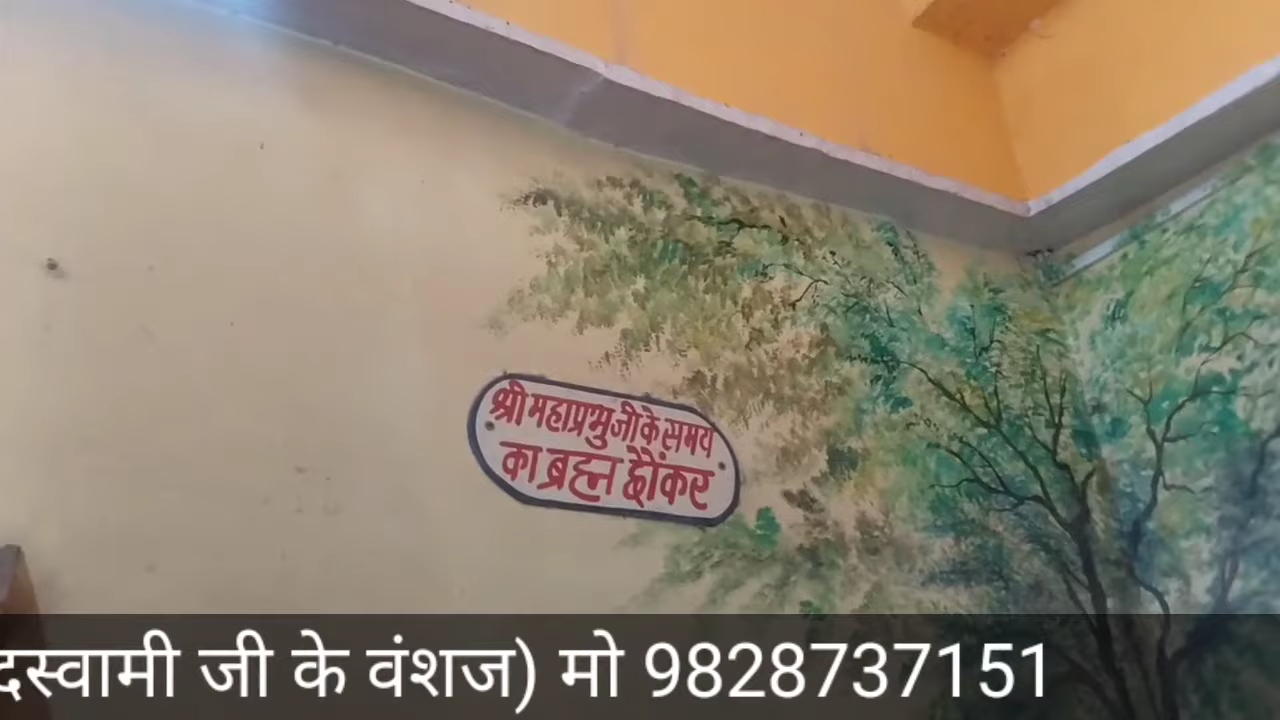 श्री महाप्रभु जी के समय
का ब्रह्म छौंकर
दस्वामी जी के वंशज) मो 9828737151